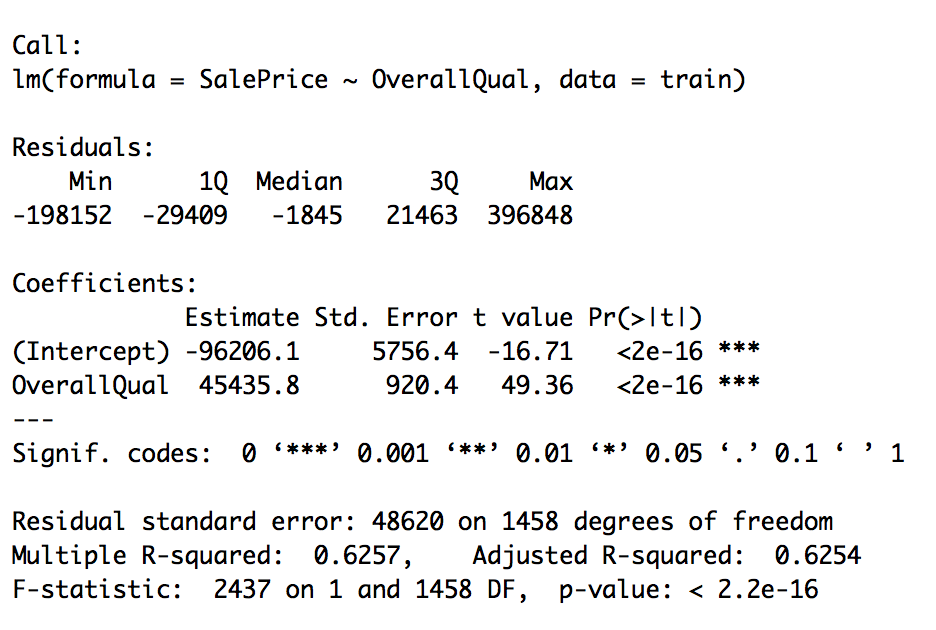 Call:
lm(formula = SalePrice ~ OverallQual, data = train)
Residuals:
    Min      1Q  Median      3Q     Max
-198152  -29409   -1845   21463  396848
Coefficients:
            Estimate Std. Error t value Pr(>|t|)
(Intercept) -96206.1     5756.4  -16.71   <2e-16 ***
OverallQual  45435.8      920.4   49.36   <2e-16 ***
---
Signif. codes:  0 ‘***’ 0.001 ‘**’ 0.01 ‘*’ 0.05 ‘.’ 0.1 ‘ ’ 1
Residual standard error: 48620 on 1458 degrees of freedom
Multiple R-squared:  0.6257,    Adjusted R-squared:  0.6254
F-statistic:  2437 on 1 and 1458 DF,  p-value: < 2.2e-16